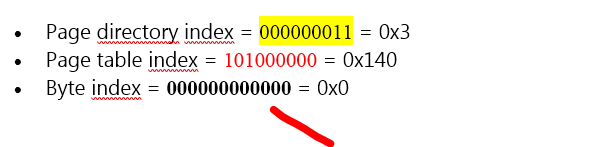 • Page directory index = 000000011 = 0x3
• Page table index = 101000000 = 0x140
• Byte index = 000000000000 = 0x0